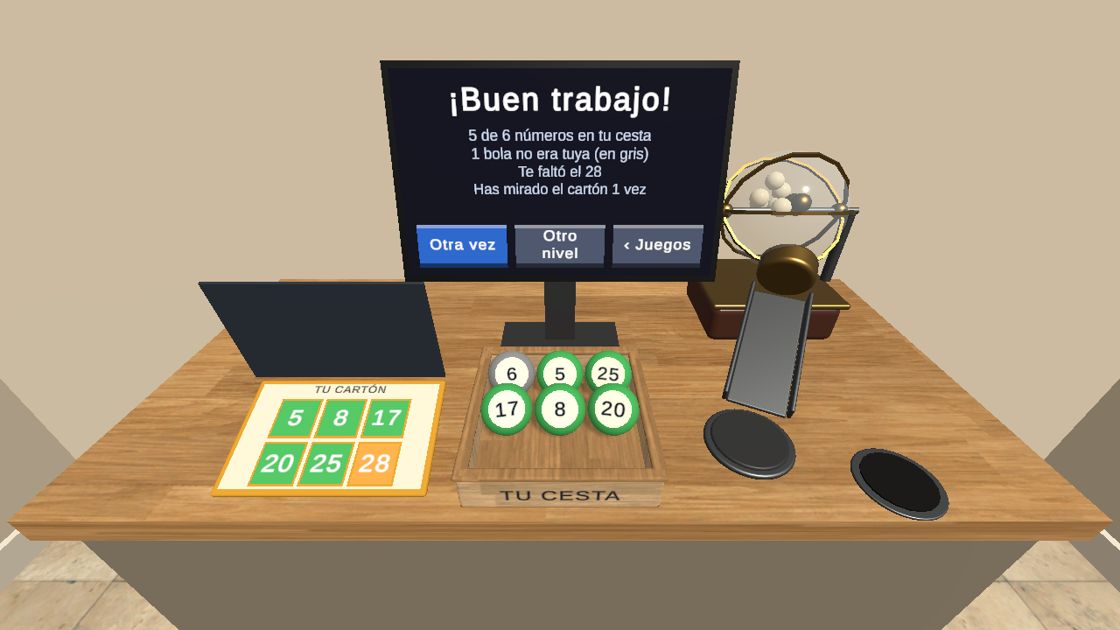 ¡Buen trabajo!
5 de 6 números en tu cesta
1 bola no era tuya (en gris)
Te faltó el 28
Has mirado el cartón 1 vez
Otra vez
Otro
nivel
‹ Juegos
TU CARTÓN
5 8 17
20 25 28
6 5 25
17 8 20
TU CESTA